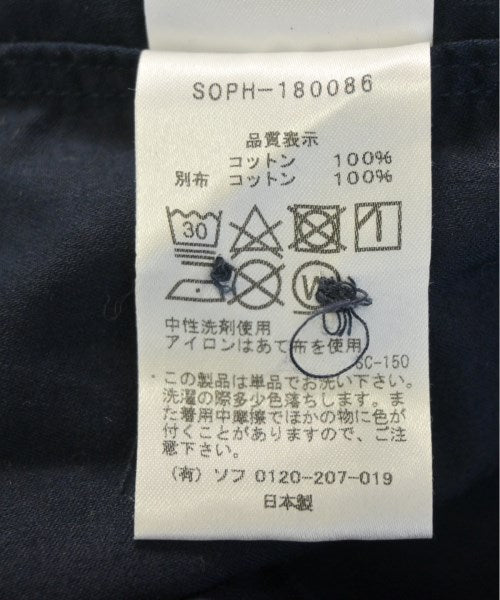 SOPH-180086
品質表示
コットン 100%
別布 コットン 100%
30
W
中性洗剤使用
アイロンはあて布を使用
SC-150
・この製品は単品でお洗い下さい。
洗濯の際多少色落ちします。ま
た着用中摩擦でほかの物に色が
付くことがありますので、ご注
意下さい。
(有) ソフ 0120-207-019
日本製